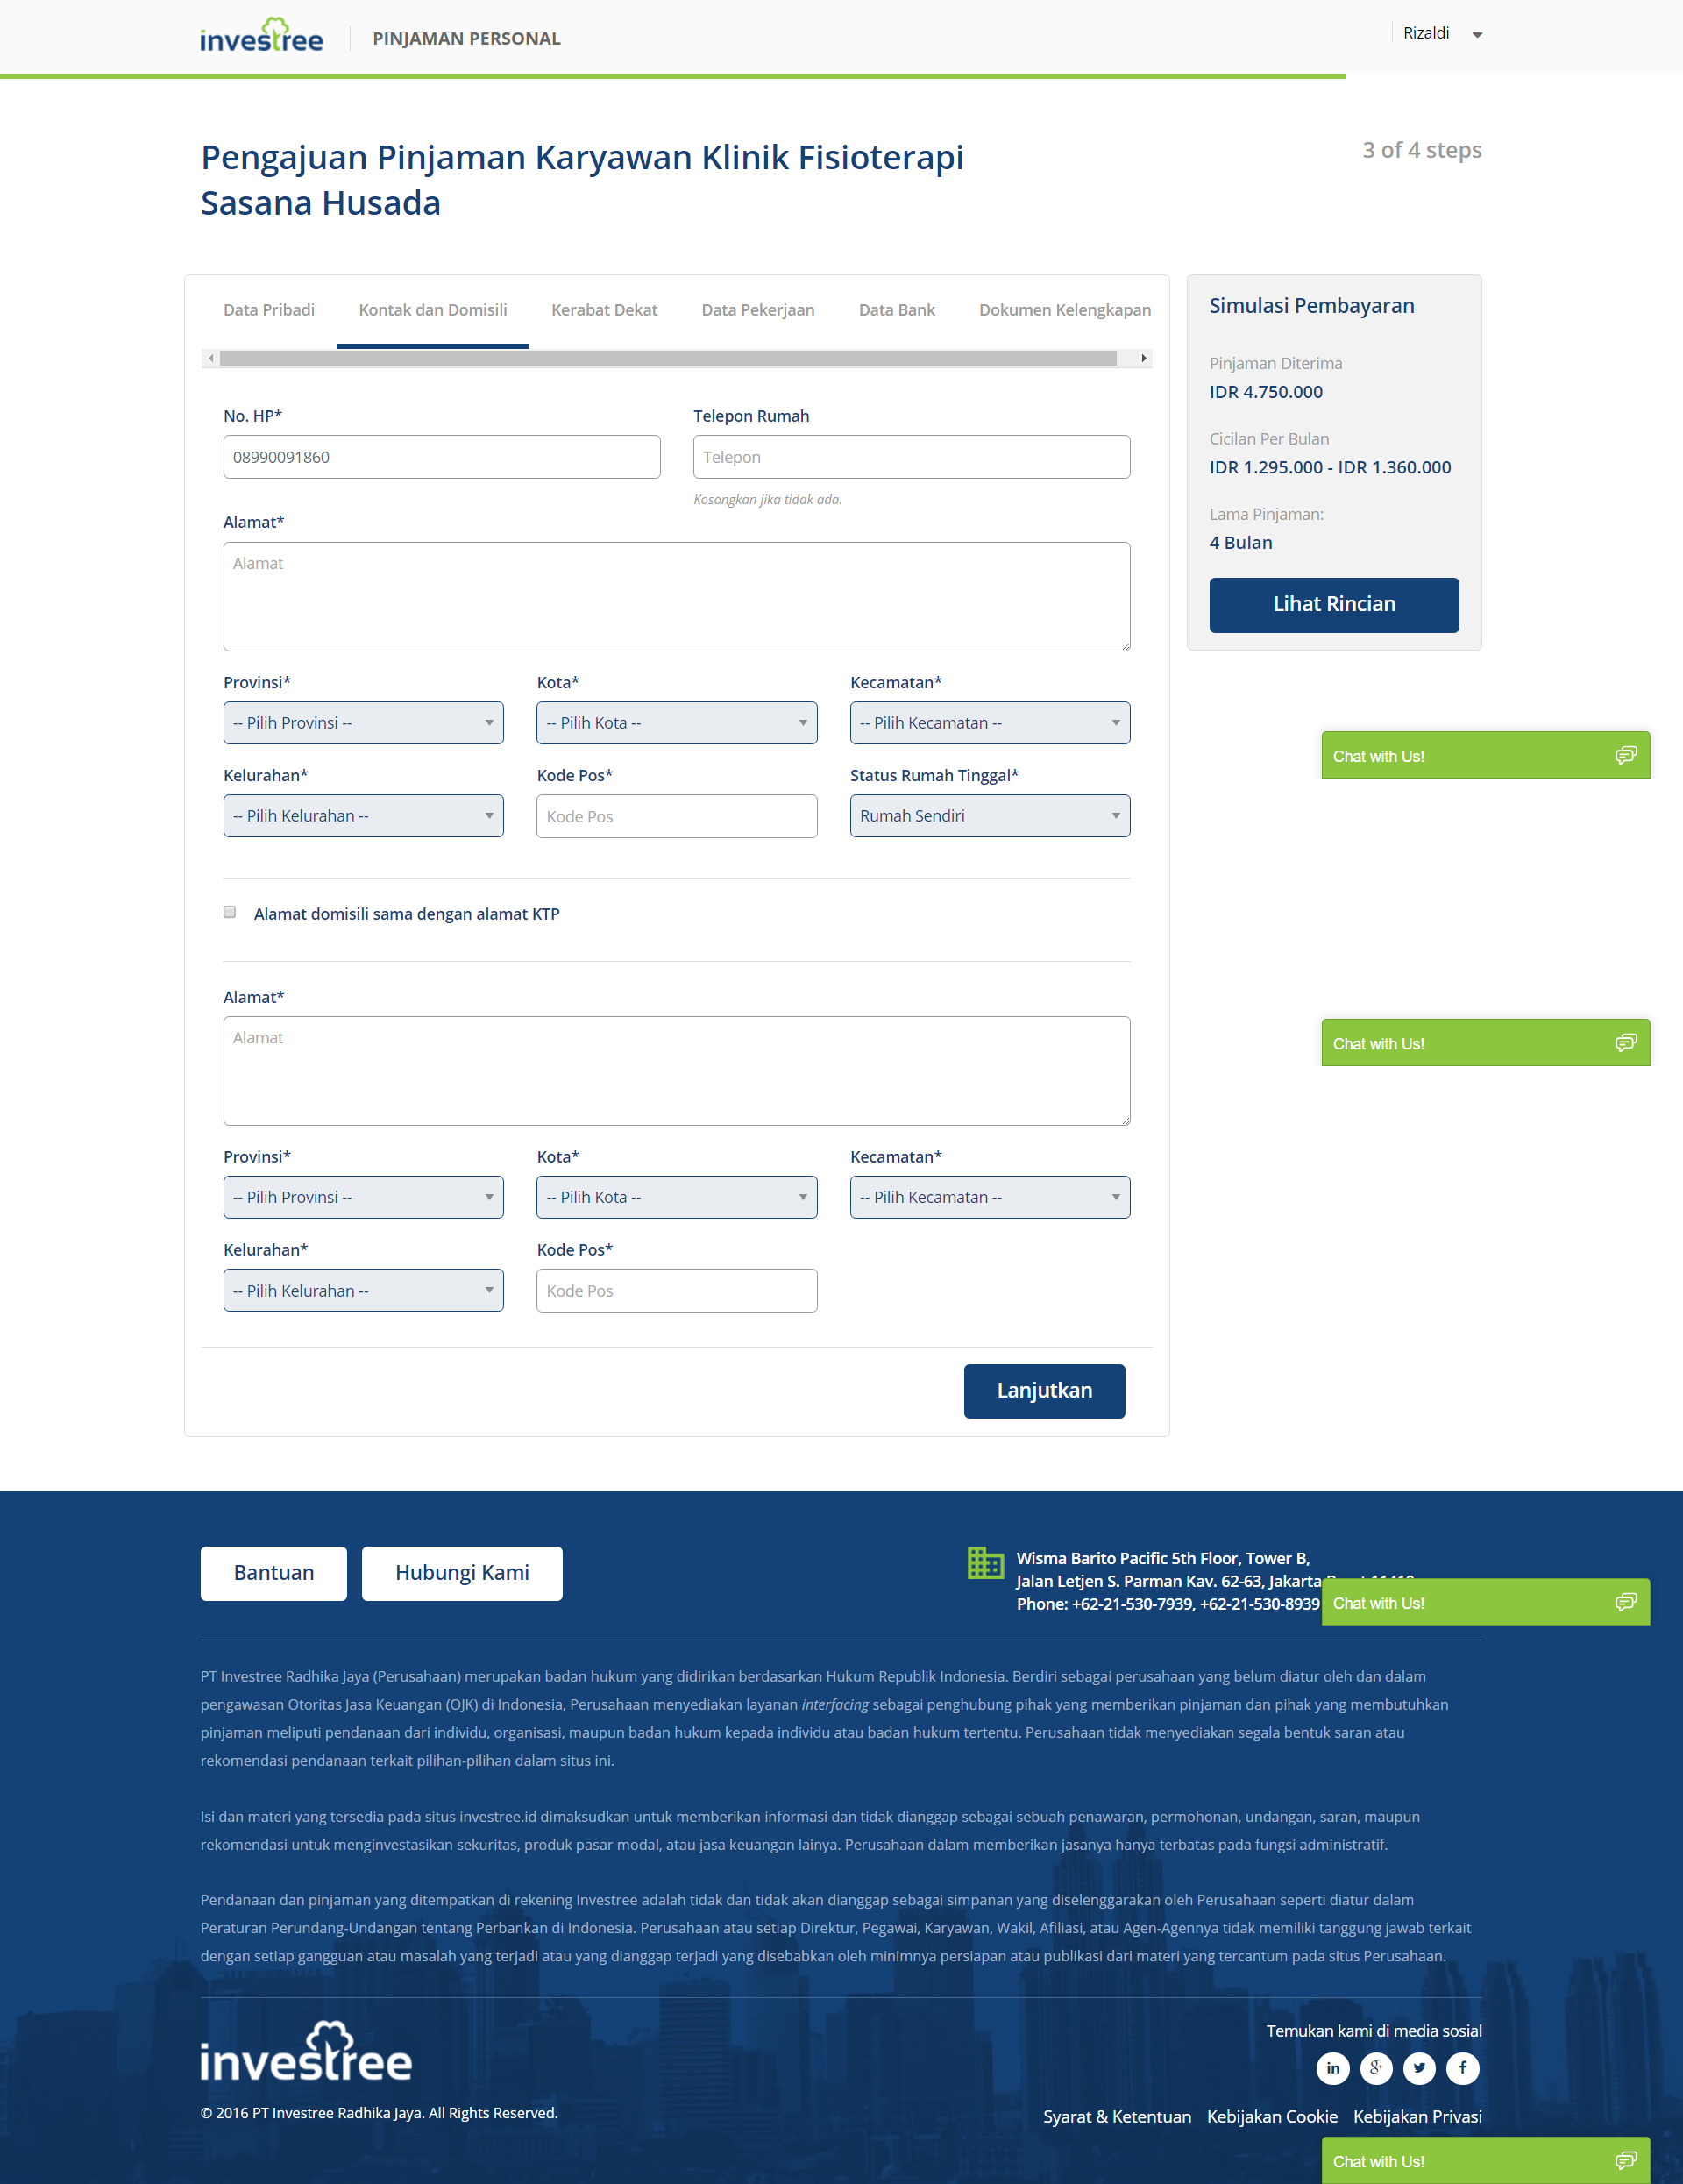 investree
PINJAMAN PERSONAL
Rizaldi
Pengajuan Pinjaman Karyawan Klinik Fisioterapi
Sasana Husada
3 of 4 steps
Data Pribadi Kontak dan Domisili Kerabat Dekat Data Pekerjaan Data Bank Dokumen Kelengkapan
No. HP* Telepon Rumah
08990091860 Telepon
Kosongkan jika tidak ada.
Alamat*
Alamat
Provinsi* Kota* Kecamatan*
-- Pilih Provinsi -- -- Pilih Kota -- -- Pilih Kecamatan --
Kelurahan* Kode Pos* Status Rumah Tinggal*
-- Pilih Kelurahan -- Kode Pos Rumah Sendiri
Alamat domisili sama dengan alamat KTP
Alamat*
Alamat
Provinsi* Kota* Kecamatan*
-- Pilih Provinsi -- -- Pilih Kota -- -- Pilih Kecamatan --
Kelurahan* Kode Pos*
-- Pilih Kelurahan -- Kode Pos
Lanjutkan
Simulasi Pembayaran
Pinjaman Diterima
IDR 4.750.000
Cicilan Per Bulan
IDR 1.295.000 - IDR 1.360.000
Lama Pinjaman:
4 Bulan
Lihat Rincian
Chat with Us!
Chat with Us!
Bantuan Hubungi Kami
Wisma Barito Pacific 5th Floor, Tower B,
Jalan Letjen S. Parman Kav. 62-63, Jakarta
Phone: +62-21-530-7939, +62-21-530-8939
Chat with Us!
PT Investree Radhika Jaya (Perusahaan) merupakan badan hukum yang didirikan berdasarkan Hukum Republik Indonesia. Berdiri sebagai perusahaan yang belum diatur oleh dan dalam
pengawasan Otoritas Jasa Keuangan (OJK) di Indonesia, Perusahaan menyediakan layanan interfacing sebagai penghubung pihak yang memberikan pinjaman dan pihak yang membutuhkan
pinjaman meliputi pendanaan dari individu, organisasi, maupun badan hukum kepada individu atau badan hukum tertentu. Perusahaan tidak menyediakan segala bentuk saran atau
rekomendasi pendanaan terkait pilihan-pilihan dalam situs ini.
Isi dan materi yang tersedia pada situs investree.id dimaksudkan untuk memberikan informasi dan tidak dianggap sebagai sebuah penawaran, permohonan, undangan, saran, maupun
rekomendasi untuk menginvestasikan sekuritas, produk pasar modal, atau jasa keuangan lainya. Perusahaan dalam memberikan jasanya hanya terbatas pada fungsi administratif.
Pendanaan dan pinjaman yang ditempatkan di rekening Investree adalah tidak dan tidak akan dianggap sebagai simpanan yang diselenggarakan oleh Perusahaan seperti diatur dalam
Peraturan Perundang-Undangan tentang Perbankan di Indonesia. Perusahaan atau setiap Direktur, Pegawai, Karyawan, Wakil, Afiliasi, atau Agen-Agennya tidak memiliki tanggung jawab terkait
dengan setiap gangguan atau masalah yang terjadi atau yang dianggap terjadi yang disebabkan oleh minimnya persiapan atau publikasi dari materi yang tercantum pada situs Perusahaan.
investree
© 2016 PT Investree Radhika Jaya. All Rights Reserved.
Temukan kami di media sosial
in g+ f
Syarat & Ketentuan Kebijakan Cookie Kebijakan Privasi
Chat with Us!